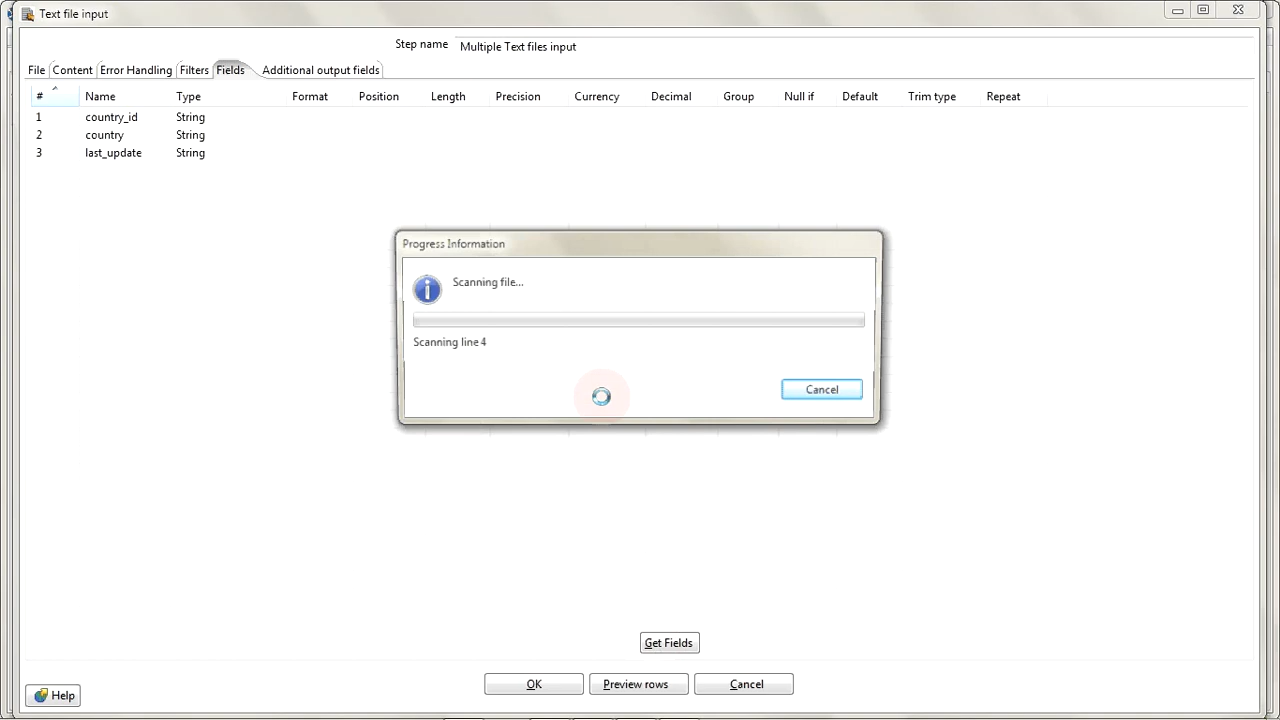 Text file input
Step name Multiple Text files input
File Content Error Handling Filters Fields Additional output fields
# Name Type Format Position Length Precision Currency Decimal Group Null if Default Trim type Repeat
1 country_id String
2 country String
3 last_update String
Progress Information
Scanning file...
Scanning line 4
Cancel
Get Fields
OK Preview rows Cancel
Help